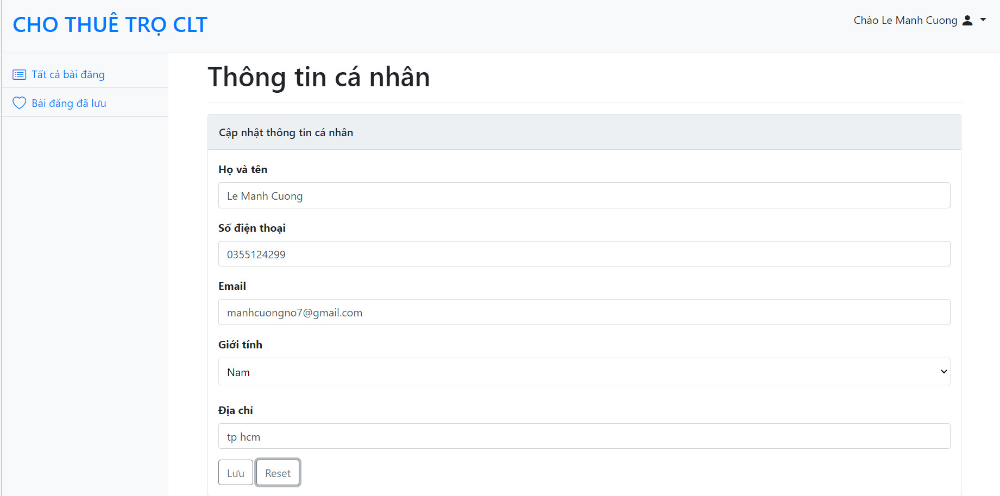 CHO THUÊ TRỌ CLT
Chào Le Manh Cuong
Tất cả bài đăng
Bài đăng đã lưu
Thông tin cá nhân
Cập nhật thông tin cá nhân
Họ và tên
Le Manh Cuong
Số điện thoại
0355124299
Email
manhcuongno7@gmail.com
Giới tính
Nam
Địa chỉ
tp hcm
Lưu
Reset